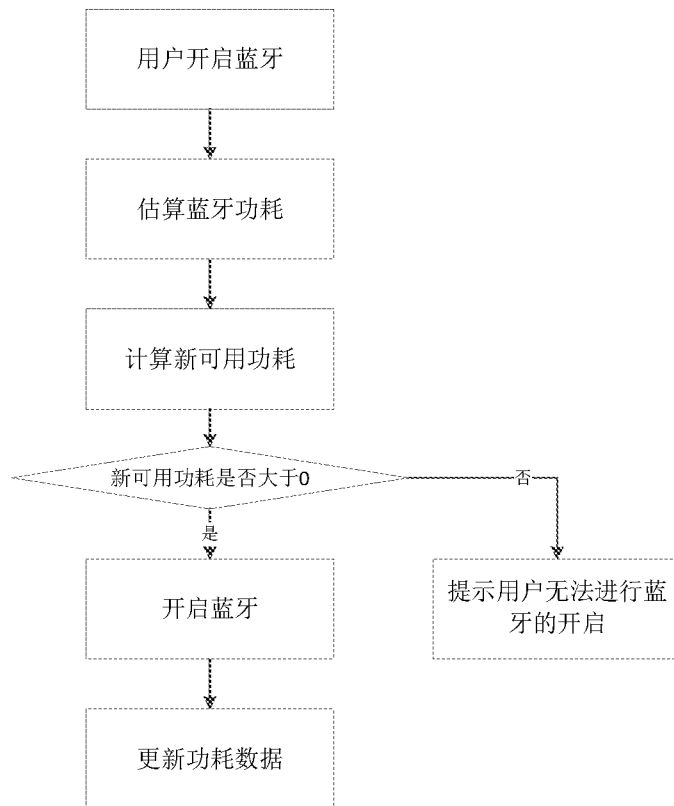 用户开启蓝牙
估算蓝牙功耗
计算新可用功耗
新可用功耗是否大于0
否
是
开启蓝牙
提示用户无法进行蓝
牙的开启
更新功耗数据